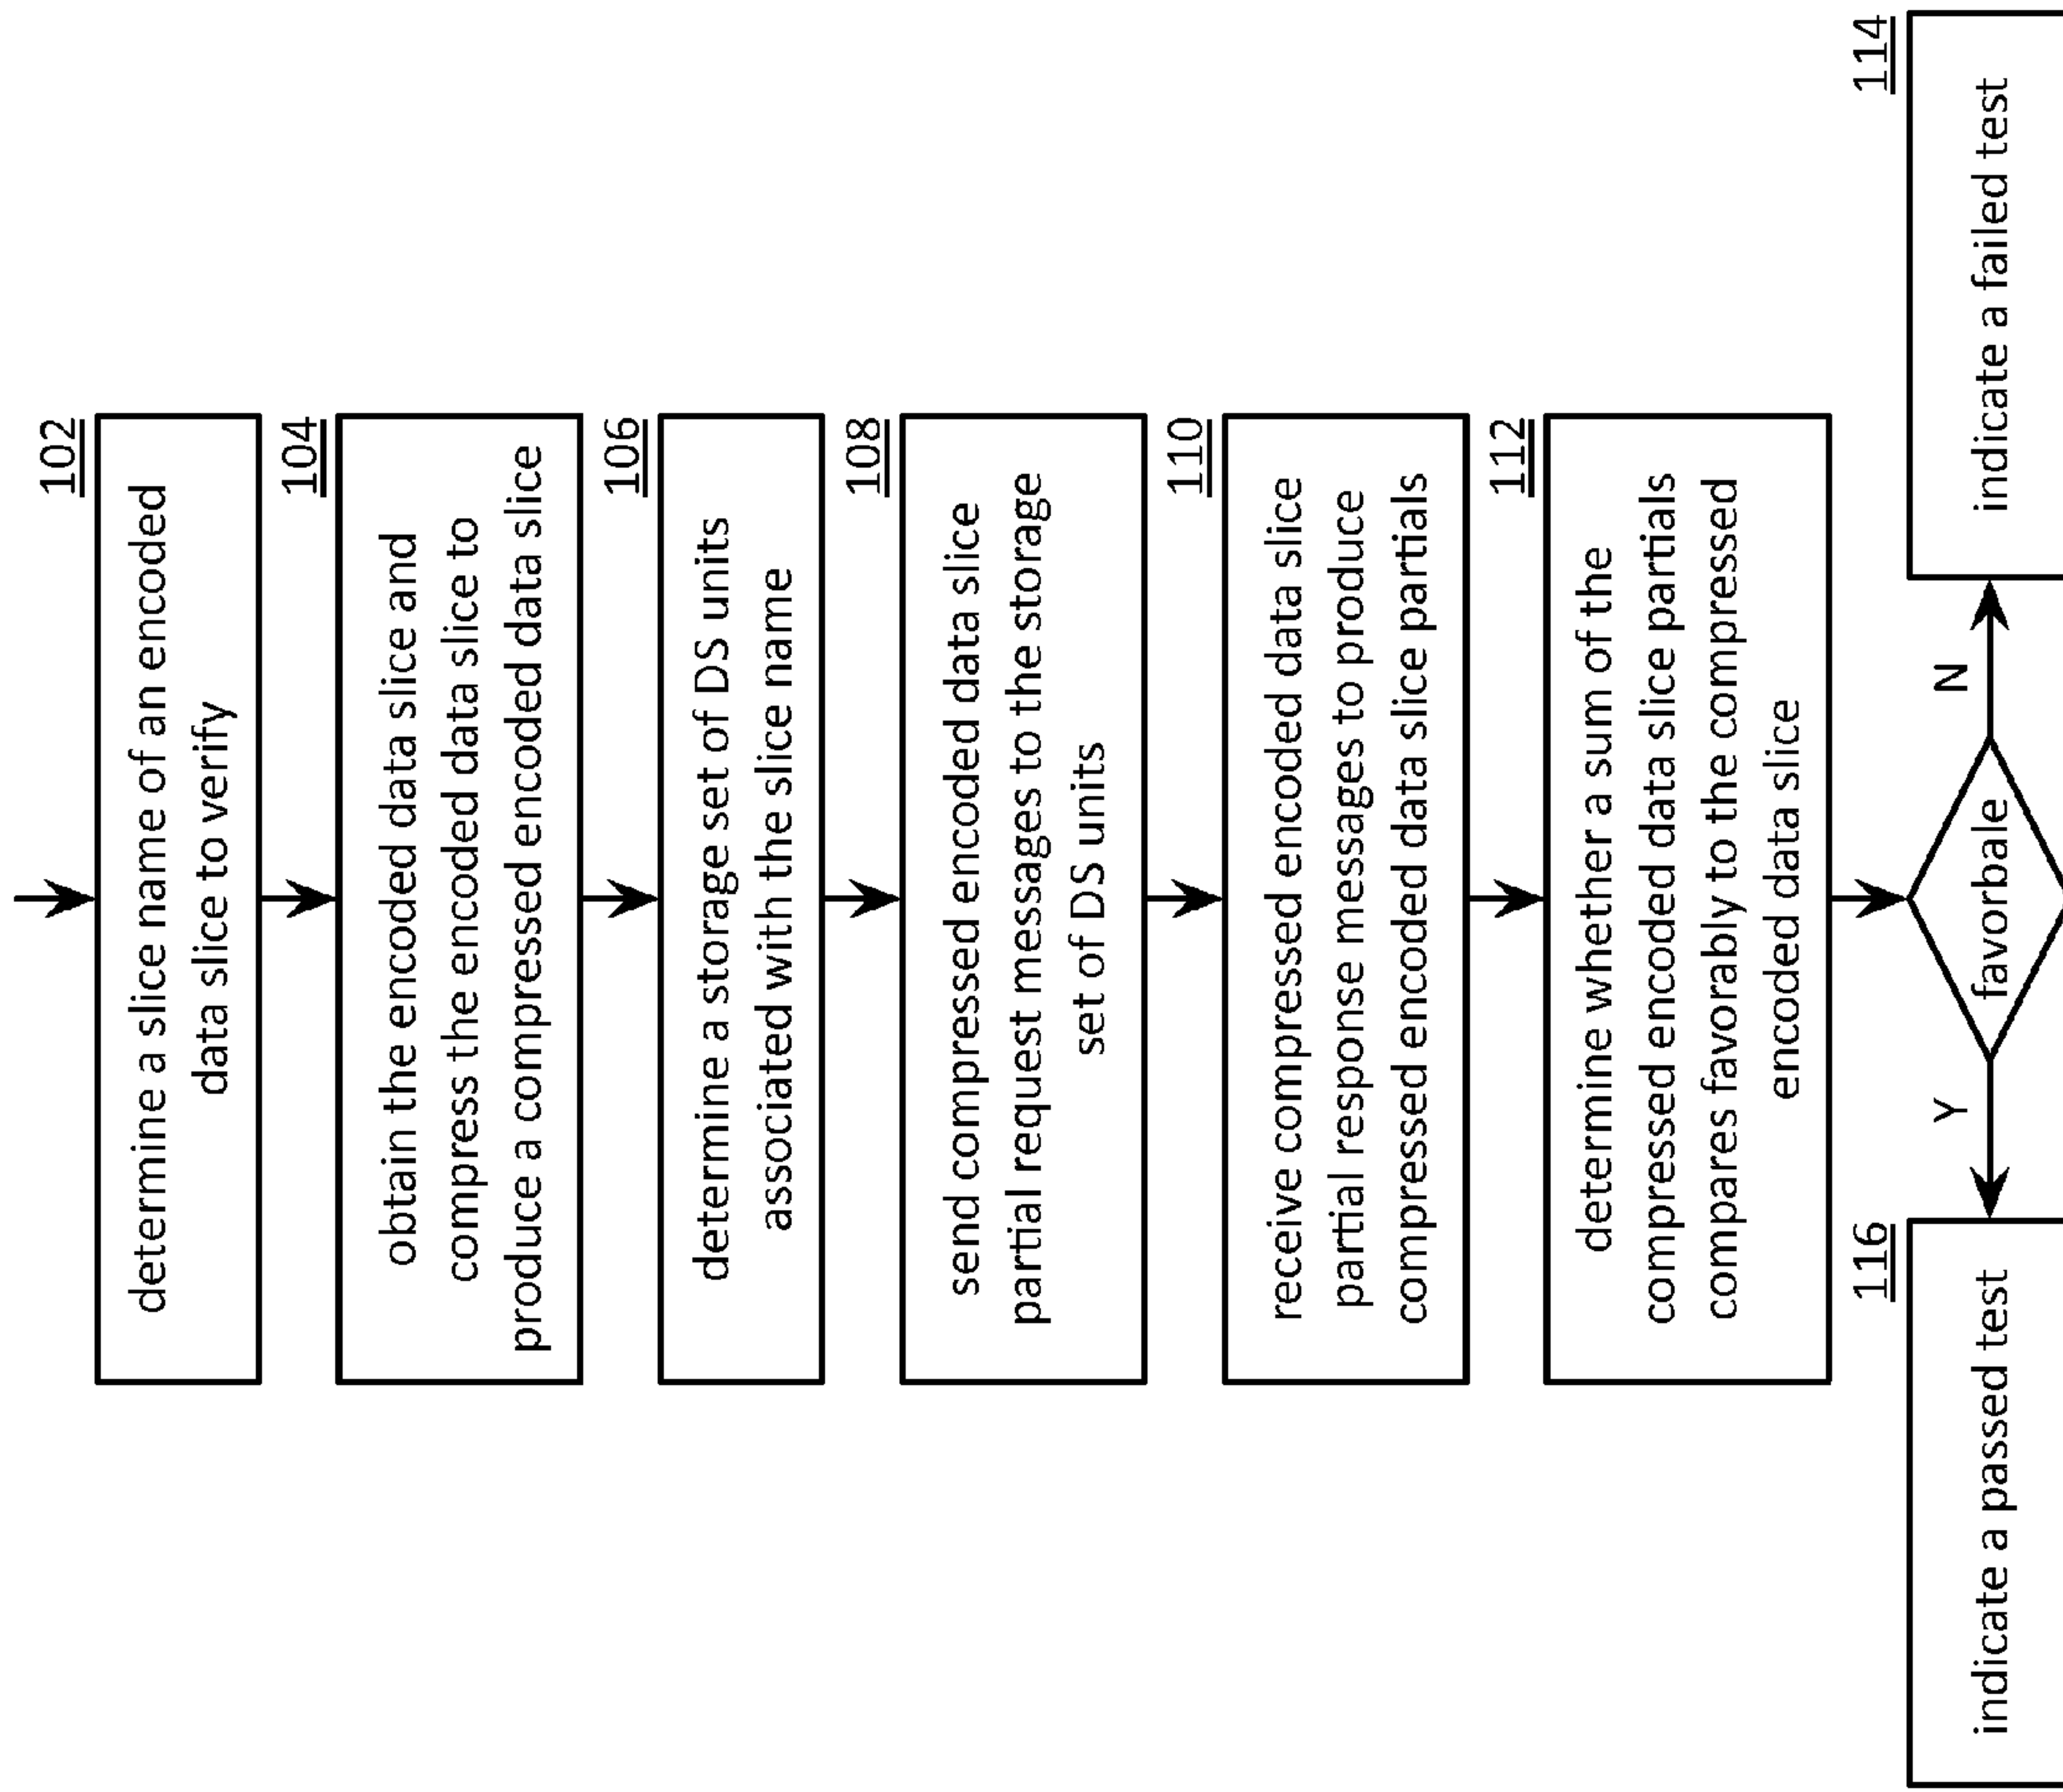 102
determine a slice name of an encoded
data slice to verify
104
obtain the encoded data slice and
compress the encoded data slice to
produce a compressed encoded data slice
106
determine a storage set of DS units
associated with the slice name
108
send compressed encoded data slice
partial request messages to the storage
set of DS units
110
receive compressed encoded data slice
partial response messages to produce
compressed encoded data slice partials
112
determine whether a sum of the
compressed encoded data slice partials
compares favorably to the compressed
encoded data slice
favorbale
Y
N
116
indicate a passed test
114
indicate a failed test